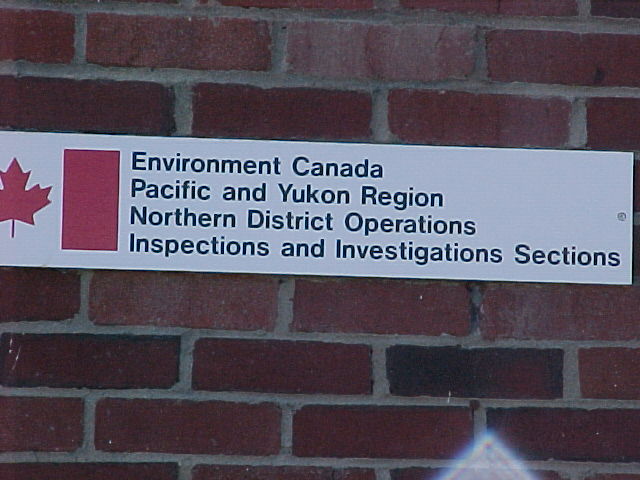 Environment Canada
Pacific and Yukon Region
Northern District Operations
Inspections and Investigations Sections